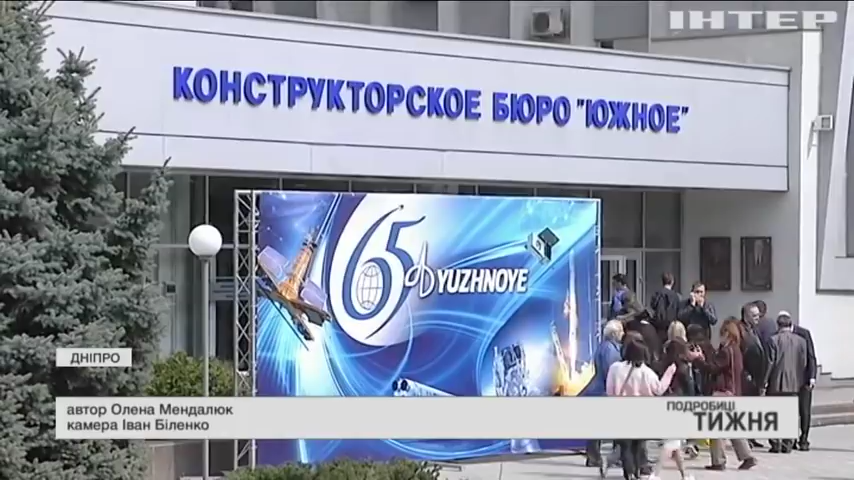 ІНТЕР
КОНСТРУКТОРСКОЕ БЮРО "ЮЖНОЕ"
65
YUZHNOYE
ДНІПРО
автор Олена Мендалюк
камера Іван Біленко
ПОДРОБИЦІ
ТИЖНЯ